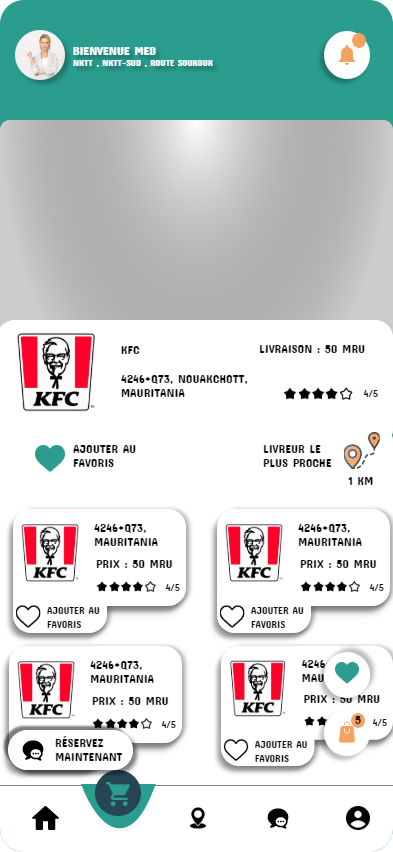 BIENVENUE MED
NKTT , NKTT-SUD , ROUTE SOUKOUK
KFC
KFC
LIVRAISON : 50 MRU
4246+Q73, NOUAKCHOTT,
MAURITANIA
4/5
AJOUTER AU
FAVORIS
LIVREUR LE
PLUS PROCHE
1 KM
KFC
4246+Q73,
MAURITANIA
PRIX : 50 MRU
4/5
AJOUTER AU
FAVORIS
KFC
4246+Q73,
MAURITANIA
PRIX : 50 MRU
4/5
AJOUTER AU
FAVORIS
KFC
4246+Q73,
MAURITANIA
PRIX : 50 MRU
4/5
RÉSERVEZ
MAINTENANT
KFC
4246
MAU
PRIX : 50 MRU
4/5
AJOUTER AU
FAVORIS
5